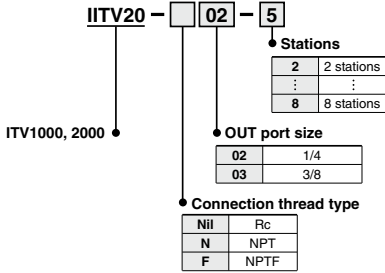 IITV20 – 02 – 5
Stations
2 2 stations
⋮ ⋮
8 8 stations
ITV1000, 2000
OUT port size
02 1/4
03 3/8
Connection thread type
Nil Rc
N NPT
F NPTF